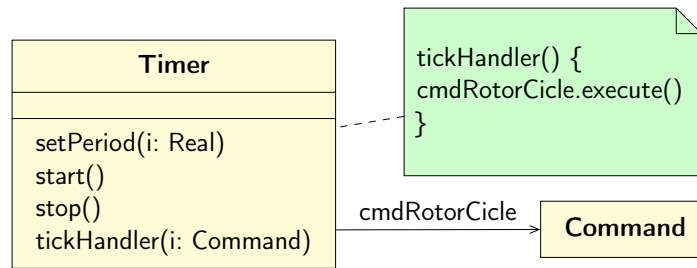 Timer
setPeriod(i: Real)
start()
stop()
tickHandler(i: Command)
tickHandler() {
cmdRotorCicle.execute()
}
cmdRotorCicle
Command